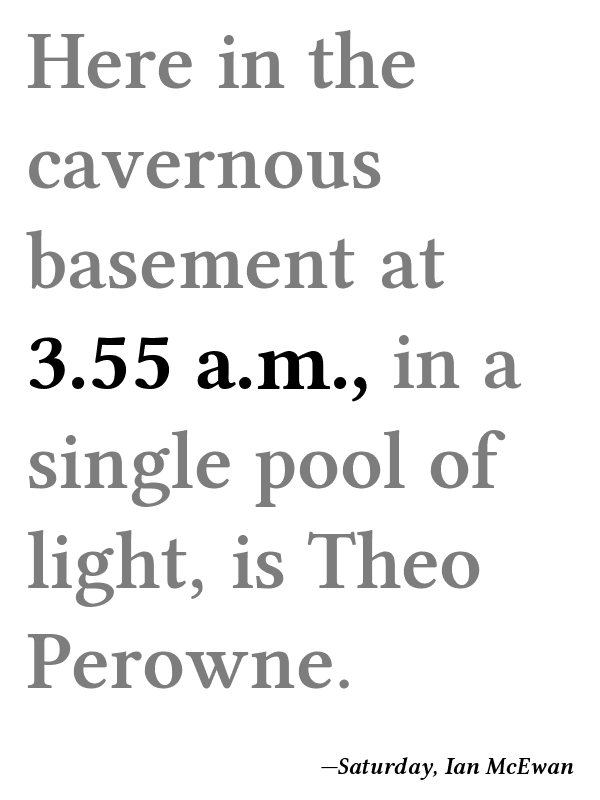 Here in the
cavernous
basement at
3.55 a.m., in a
single pool of
light, is Theo
Perowne.
—Saturday, Ian McEwan